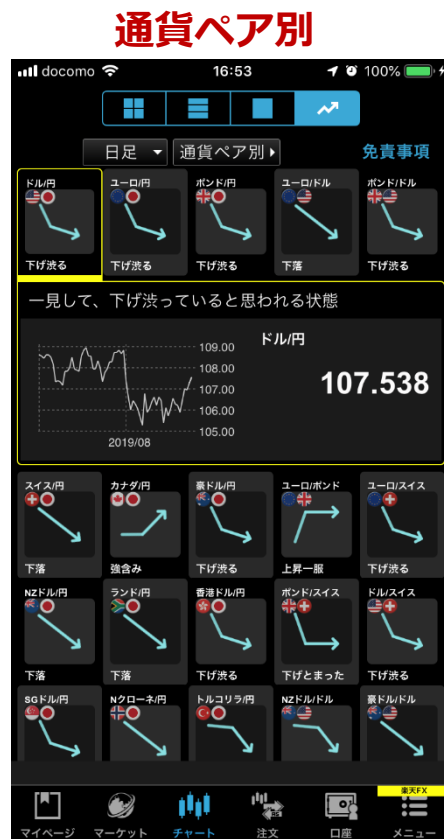 通貨ペア別
docomo 16:53 100%
日足 通貨ペア別 免責事項
ドル/円 ユーロ/円 ポンド/円 ユーロ/ドル ポンド/ドル
下げ渋る 下げ渋る 下げ渋る 下落 下げ渋る
一見して、下げ渋っていると思われる状態
ドル/円
109.00
108.00
107.00
106.00
105.00
2019/08
107.538
スイス/円 カナダ/円 豪ドル/円 ユーロ/ポンド ユーロ/スイス
下落 強含み 下げ渋る 上昇一服 下げ渋る
NZドル/円 ランド/円 香港ドル/円 ポンド/スイス ドル/スイス
下落 下落 下げ渋る 下げとまった 下げ渋る
SGドル/円 Nクローネ/円 トルコリラ/円 NZドル/ドル 豪ドル/ドル
楽天FX
マイページ マーケット チャート 注文 口座 メニュー